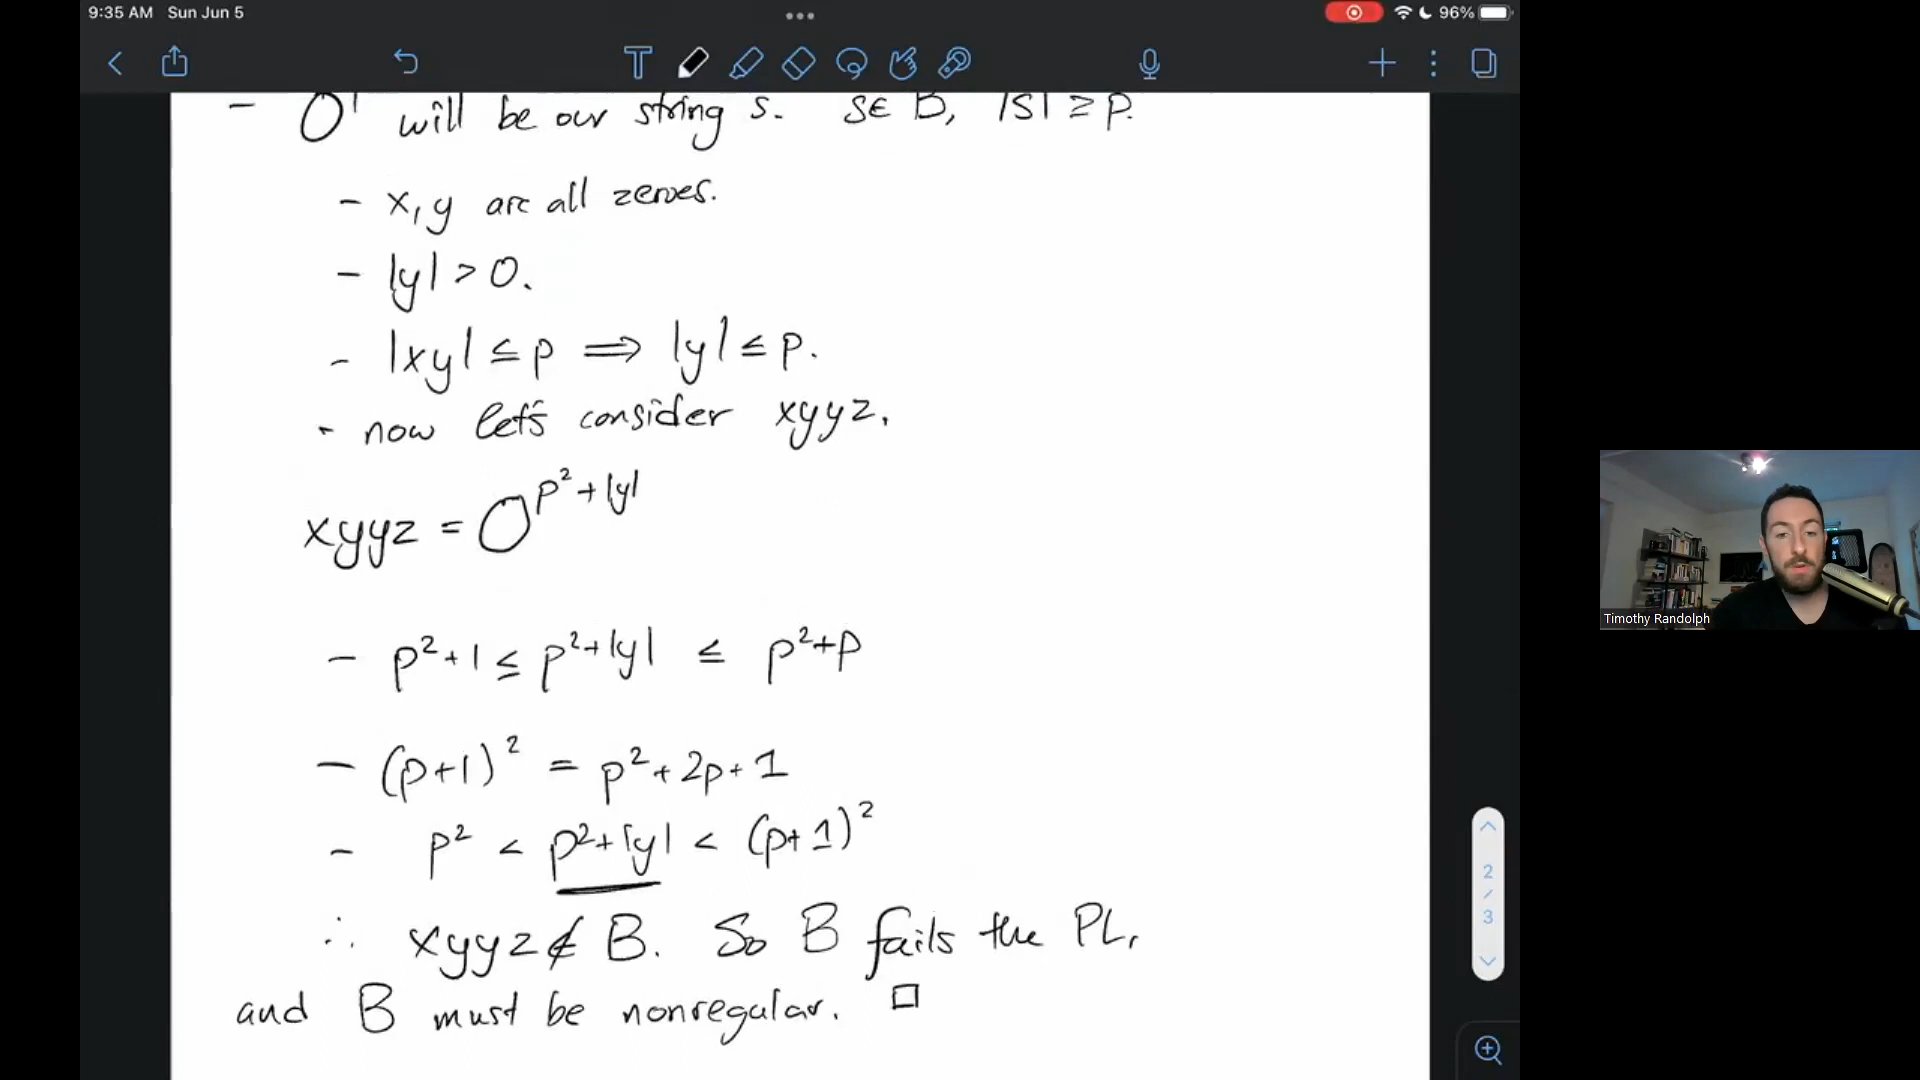 9:35 AM Sun Jun 5
96%
- 0 will be our string s. s∈ B, |S| ≥ p.
- x, y are all zeroes.
- |y| > 0.
- |xy| ≤ p ⟹ |y| ≤ p.
- now let's consider xyyz.
xyyz = 0^{p² + |y|}
- p² + 1 ≤ p² + |y| ≤ p² + p
- (p+1)² = p² + 2p + 1
- p² < p² + |y| < (p+1)²
∴ xyyz ∉ B. So B fails the PL,
and B must be nonregular. □
2
/
3
Timothy Randolph